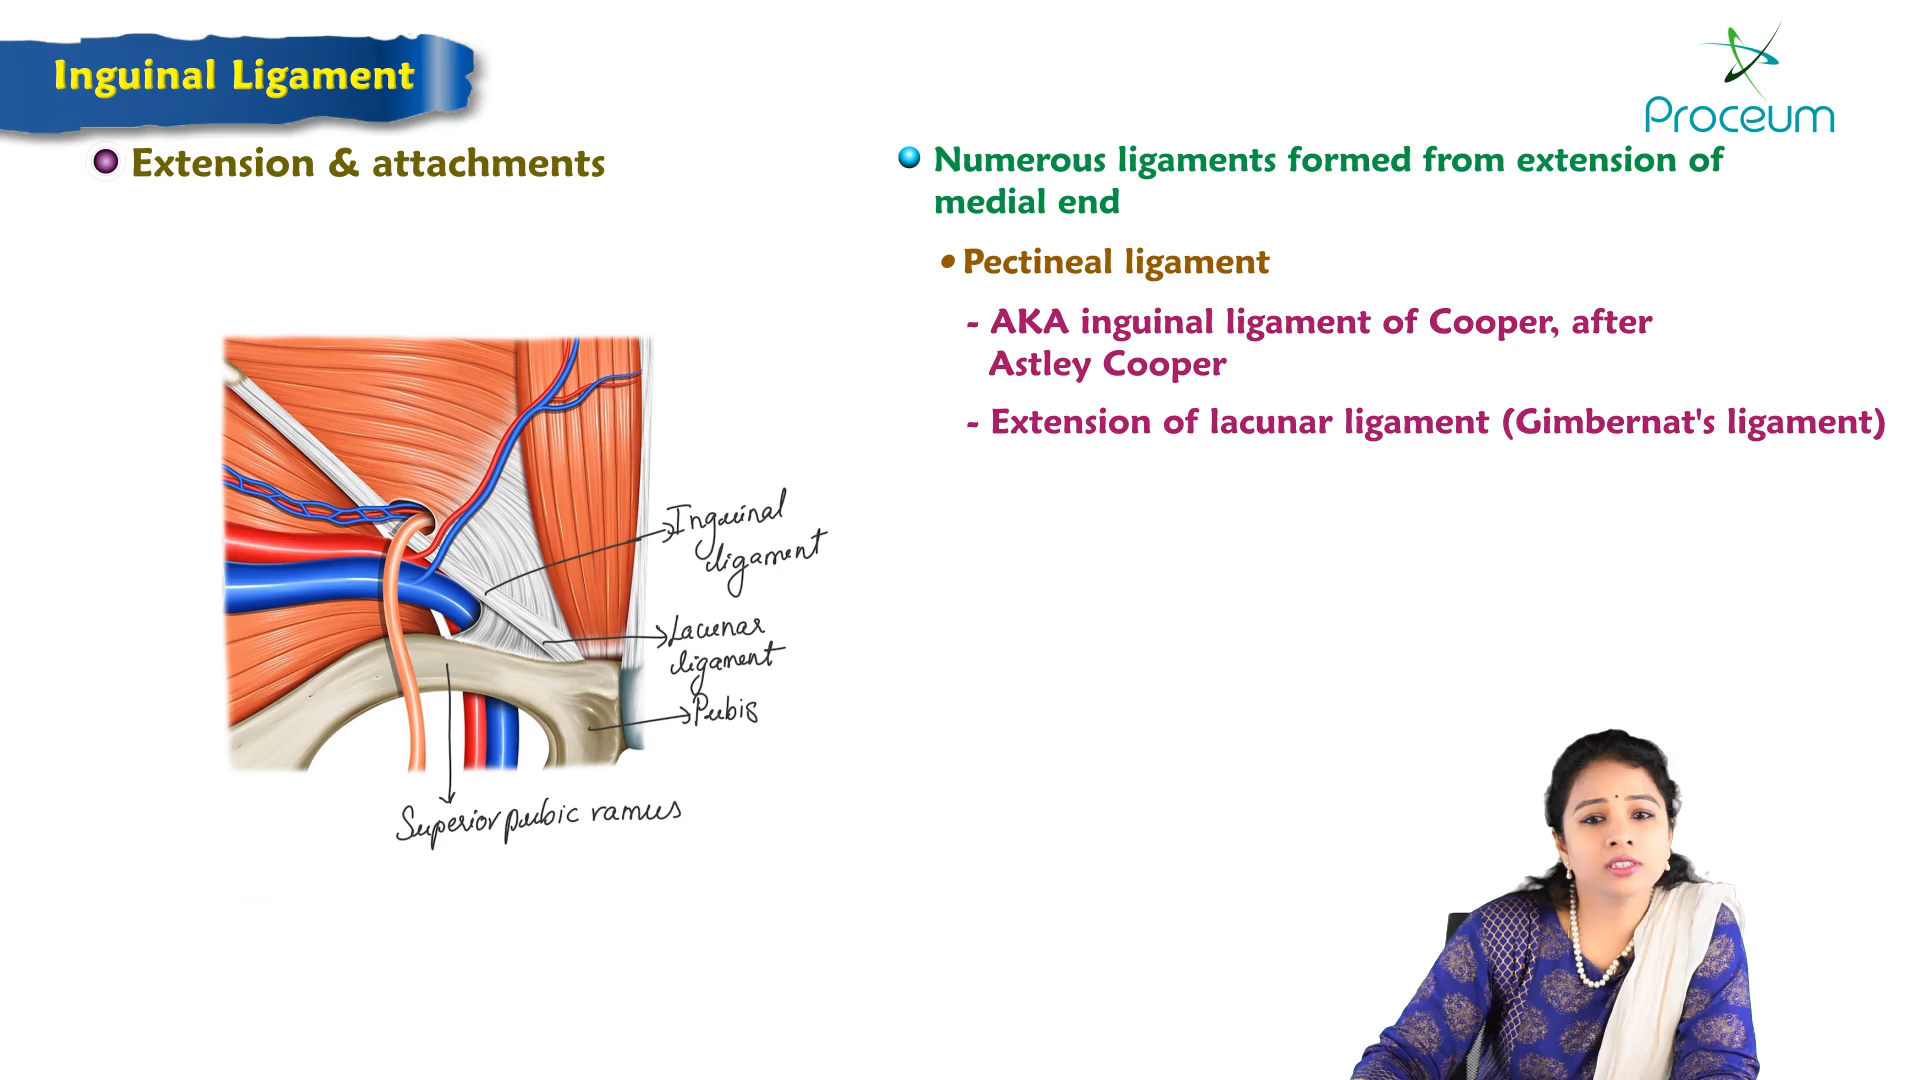 Inguinal Ligament
Proceum
Extension & attachments
Numerous ligaments formed from extension of
medial end
• Pectineal ligament
- AKA inguinal ligament of Cooper, after
Astley Cooper
- Extension of lacunar ligament (Gimbernat's ligament)
Inguinal
ligament
Lacunar
ligament
Pubis
Superior pubic ramus